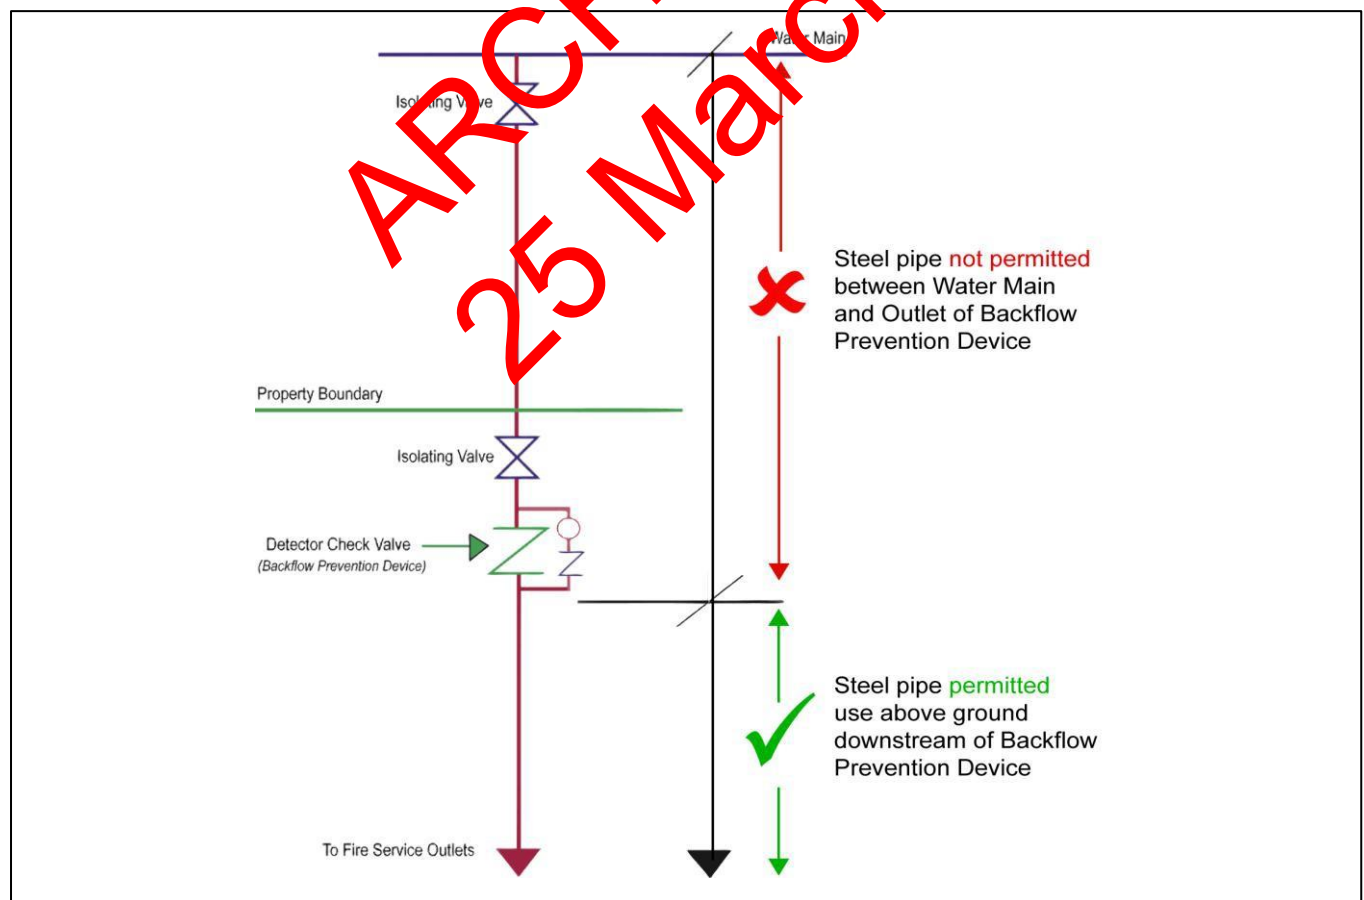 Water Main
Isolating Valve
25 March
Steel pipe not permitted
between Water Main
and Outlet of Backflow
Prevention Device
Property Boundary
Isolating Valve
Detector Check Valve
(Backflow Prevention Device)
Steel pipe permitted
use above ground
downstream of Backflow
Prevention Device
To Fire Service Outlets